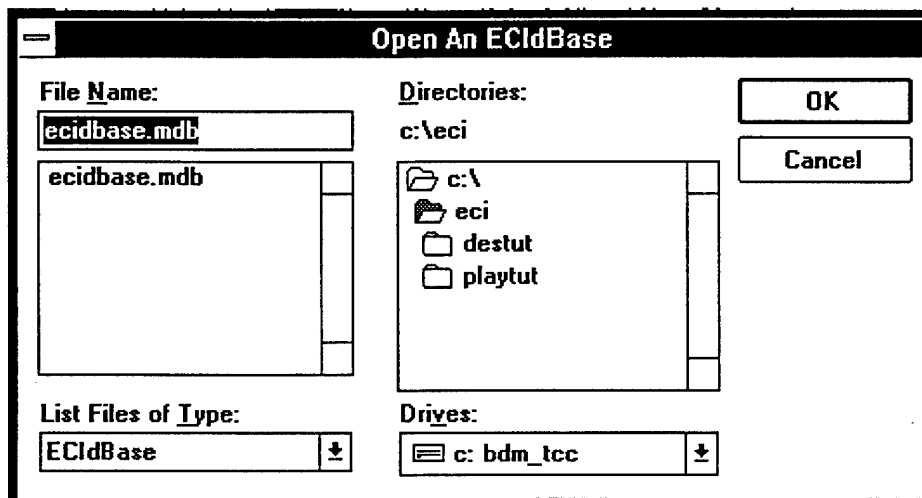 Open An ECIdBase
File Name:
ecidbase.mdb
ecidbase.mdb
List Files of Type:
ECIdBase
Directories:
c:\eci
c:\
eci
destut
playtut
Drives:
c: bdm_tcc
OK
Cancel